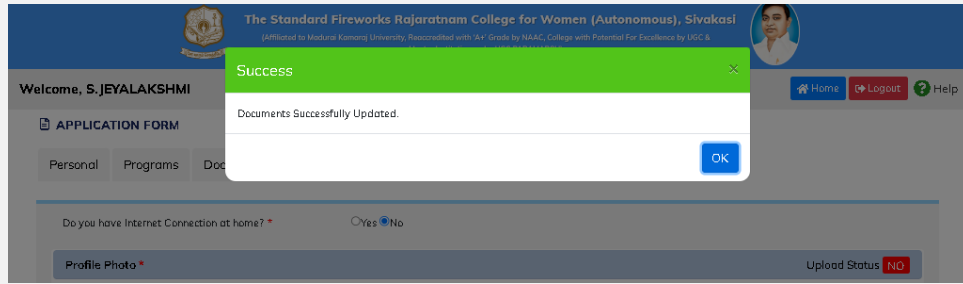 The Standard Fireworks Rajaratnam College for Women (Autonomous), Sivakasi
(Affiliated to Madurai Kamaraj University, Reaccredited with 'A+' Grade by NAAC, College with Potential For Excellence by UGC &
Success ×
Welcome, S.JEYALAKSHMI Home Logout ? Help
Documents Successfully Updated.
APPLICATION FORM
OK
Personal Programs Doc
Do you have Internet Connection at home? * Yes No
Profile Photo * Upload Status NO